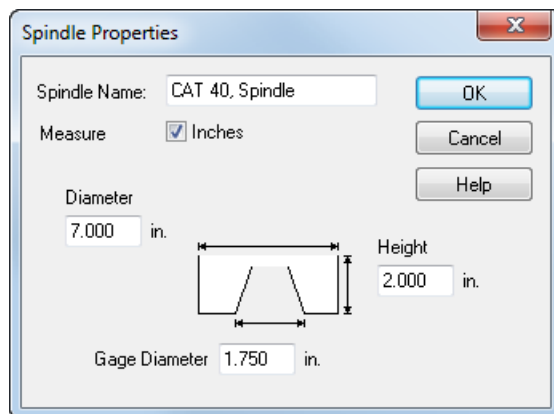 Spindle Properties
Spindle Name: CAT 40, Spindle
OK
Measure Inches
Cancel
Help
Diameter
7.000 in.
Height
2.000 in.
Gage Diameter 1.750 in.